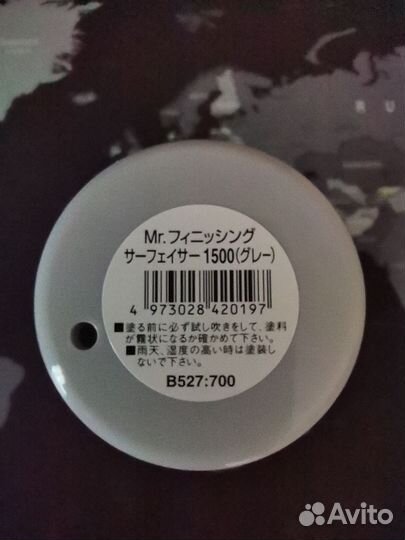 Mr.フィニッシング
サーフェイサー1500(グレー)
4 973028 420197
■塗る前に必ず試し吹きをして、塗料
が霧状になるか確かめて下さい。
■雨天、湿度の高い時は塗装し
ないで下さい。
B527:700
Avito